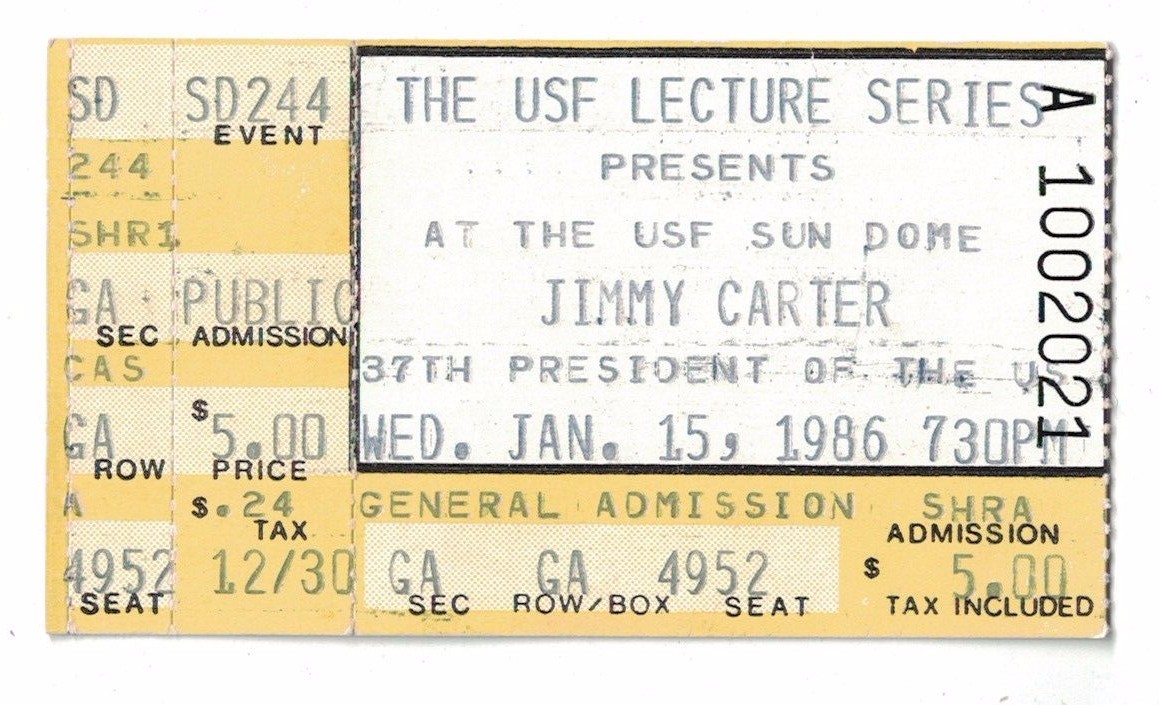 SD SD244
EVENT
244
SHR1
GA PUBLIC
SEC ADMISSION
CAS
GA $5.00
ROW PRICE
A $.24
TAX
4952 12/30
SEAT
THE USF LECTURE SERIES
PRESENTS
AT THE USF SUN DOME
JIMMY CARTER
37TH PRESIDENT OF THE US
WED. JAN. 15, 1986 730PM
GENERAL ADMISSION SHRA
ADMISSION
GA GA 4952 $ 5.00
SEC ROW/BOX SEAT TAX INCLUDED
A 1002021